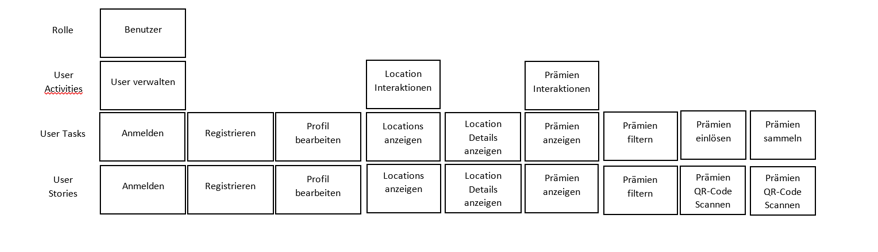 Rolle
Benutzer
User
Activities
User verwalten
Location
Interaktionen
Prämien
Interaktionen
User Tasks
Anmelden
Registrieren
Profil
bearbeiten
Locations
anzeigen
Location
Details
anzeigen
Prämien
anzeigen
Prämien
filtern
Prämien
einlösen
Prämien
sammeln
User
Stories
Anmelden
Registrieren
Profil
bearbeiten
Locations
anzeigen
Location
Details
anzeigen
Prämien
anzeigen
Prämien
filtern
Prämien
QR-Code
Scannen
Prämien
QR-Code
Scannen